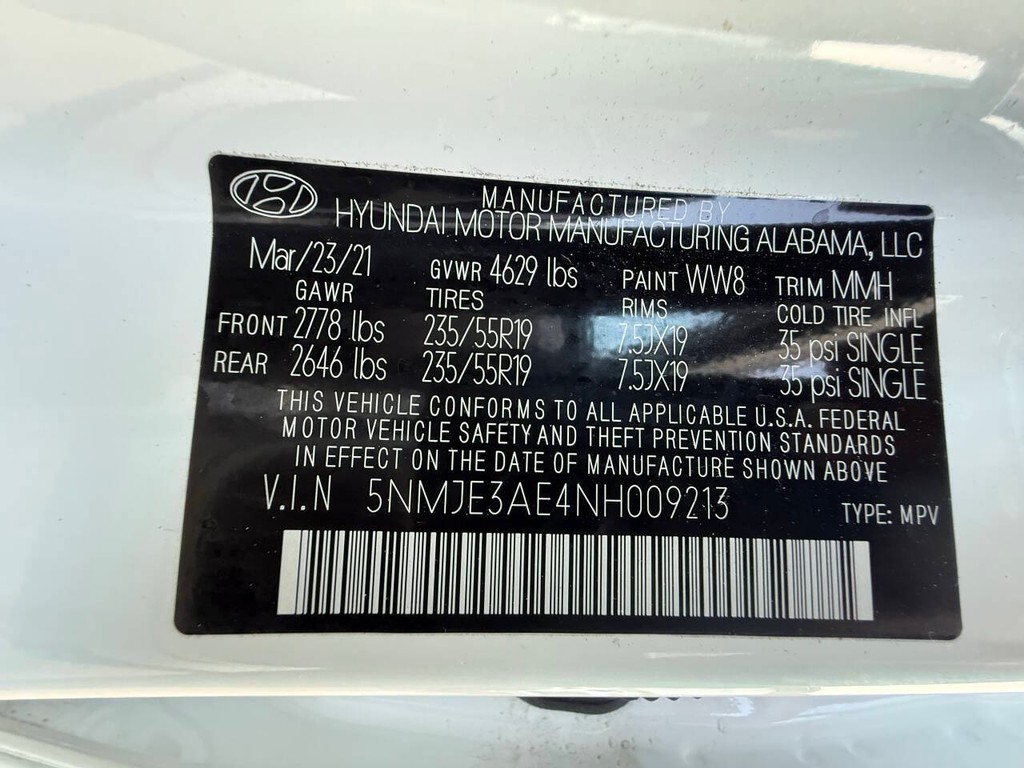 MANUFACTURED BY
HYUNDAI MOTOR MANUFACTURING ALABAMA, LLC
Mar/23/21 GVWR 4629 lbs PAINT WW8 TRIM MMH
GAWR TIRES RIMS COLD TIRE INFL
FRONT 2778 lbs 235/55R19 7.5JX19 35 psi SINGLE
REAR 2646 lbs 235/55R19 7.5JX19 35 psi SINGLE
THIS VEHICLE CONFORMS TO ALL APPLICABLE U.S.A. FEDERAL
MOTOR VEHICLE SAFETY AND THEFT PREVENTION STANDARDS
IN EFFECT ON THE DATE OF MANUFACTURE SHOWN ABOVE
V.I.N 5NMJE3AE4NH009213 TYPE: MPV